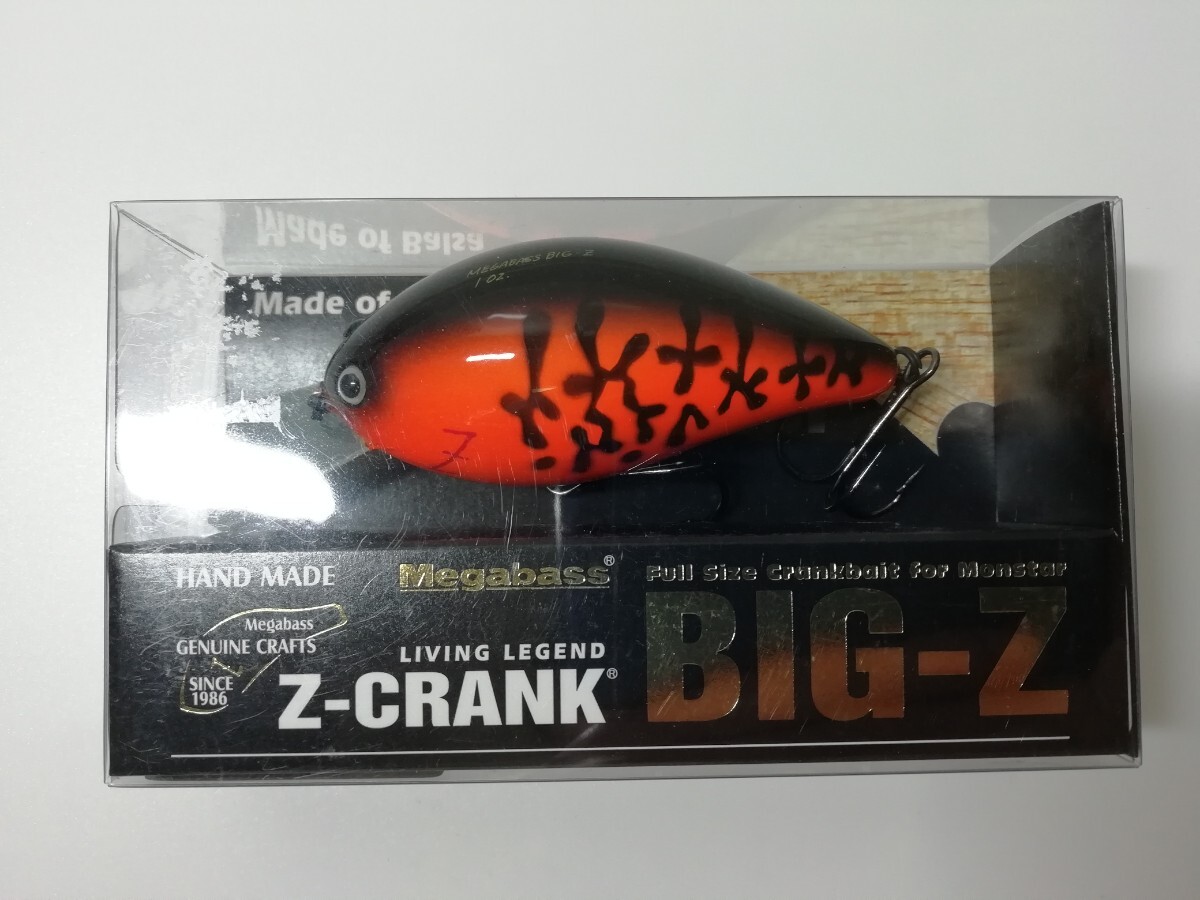 Made of Balsa
Made of
MEGABASS BIG-Z
1 OZ.
Z
HAND MADE
Megabass
GENUINE CRAFTS
SINCE
1986
Megabass®
LIVING LEGEND
Z-CRANK®
Full Size Crankbait for Monstar
BIG-Z